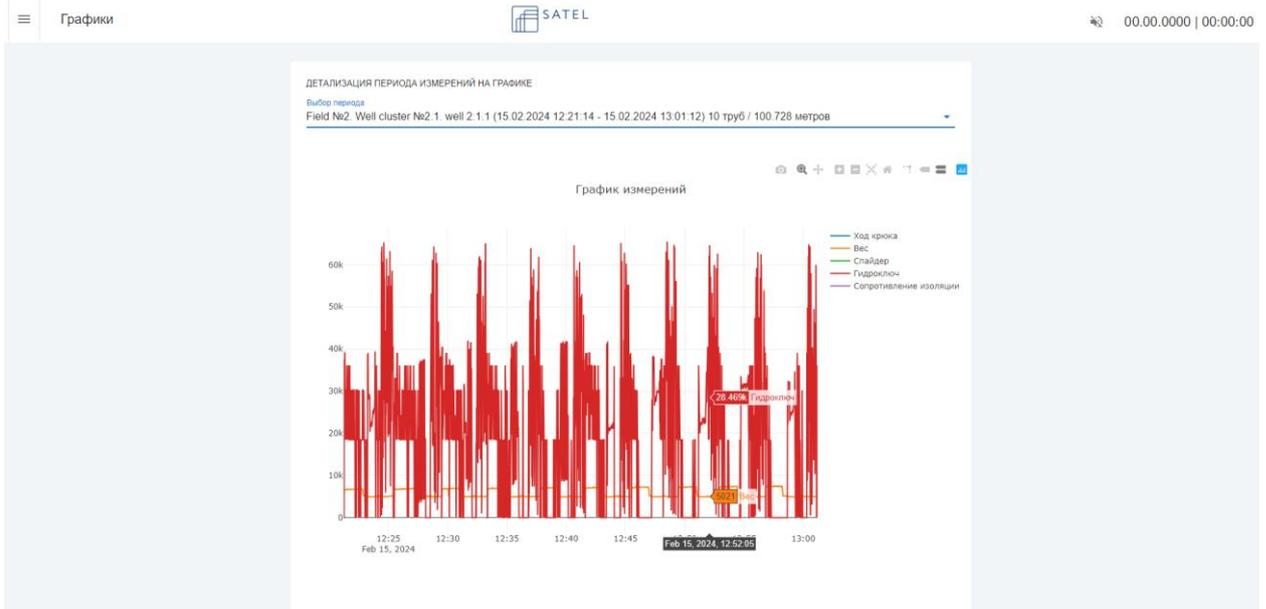 Графики
SATEL
00.00.0000 | 00:00:00
ДЕТАЛИЗАЦИЯ ПЕРИОДА ИЗМЕРЕНИЙ НА ГРАФИКЕ
Выбор периода
Field №2. Well cluster №2.1. well 2.1.1 (15.02.2024 12:21:14 - 15.02.2024 13:01:12) 10 труб / 100.728 метров
График измерений
Ход крюка
Вес
Спайдер
Гидроключ
Сопротивление изоляции
60k
50k
40k
30k
28.469k Гидроключ
20k
10k
5021 Вес
0
12:25 12:30 12:35 12:40 12:45 13:00
Feb 15, 2024
Feb 15, 2024, 12:52:05